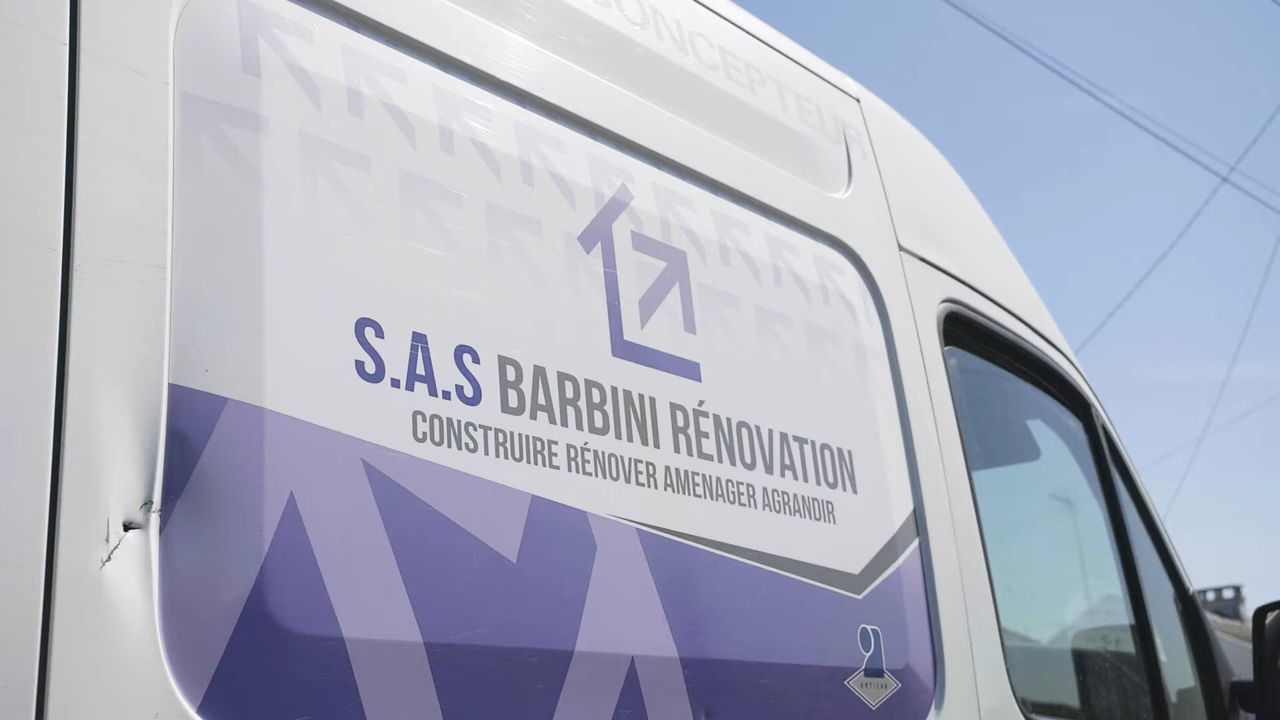 CONCEPTEUR
S.A.S BARBINI RÉNOVATION
CONSTRUIRE RÉNOVER AMENAGER AGRANDIR
ARTISAN